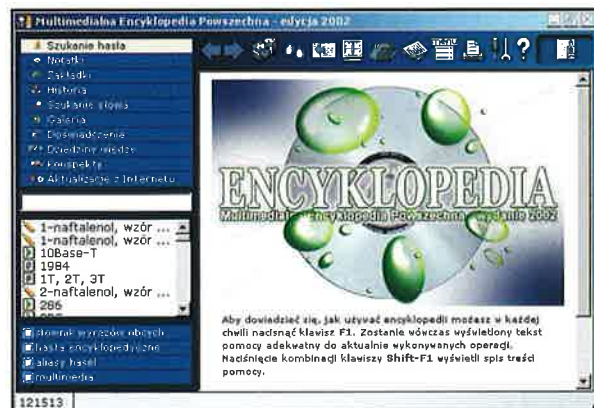 Multimedialna Encyklopedia Powszechna - edycja 2002
Szukanie hasła
Notatki
Zakładki
Historia
Szukanie słowa
Galeria
Doświadczenia
Dziedziny wiedzy
Konspekty
Aktualizacje z Internetu
MENU
?
1-naftalenol, wzór ...
1-naftalenol, wzór ...
10Base-T
1984
1T, 2T, 3T
2-naftalenol, wzór ...
286
słownik wyrazów obcych
hasła encyklopedyczne
aliasy haseł
multimedia
121513
ENCYKLOPEDIA
Multimedialna Encyklopedia Powszechna - wydanie 2002
Aby dowiedzieć się, jak używać encyklopedii możesz w każdej
chwili nacisnąć klawisz F1. Zostanie wówczas wyświetlony tekst
pomocy adekwatny do aktualnie wykonywanych operacji.
Naciśnięcie kombinacji klawiszy Shift-F1 wyświetli spis treści
pomocy.